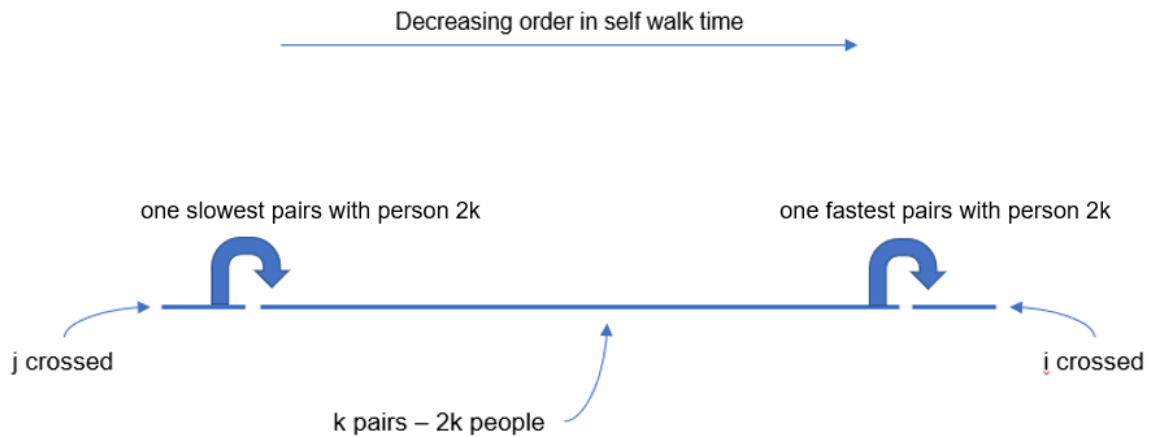 Decreasing order in self walk time
one slowest pairs with person 2k
one fastest pairs with person 2k
j crossed
i crossed
k pairs – 2k people